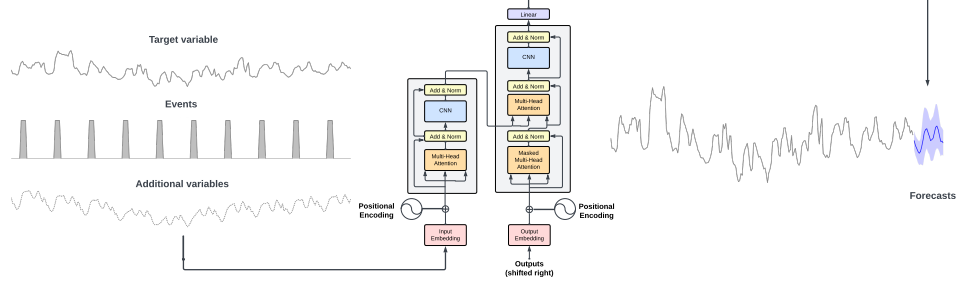 Target variable
Events
Additional variables
Linear
Add & Norm
CNN
Add & Norm
Multi-Head
Attention
Add & Norm
Masked
Multi-Head
Attention
Add & Norm
CNN
Add & Norm
Multi-Head
Attention
Positional
Encoding
Positional
Encoding
Input
Embedding
Output
Embedding
Outputs
(shifted right)
Forecasts